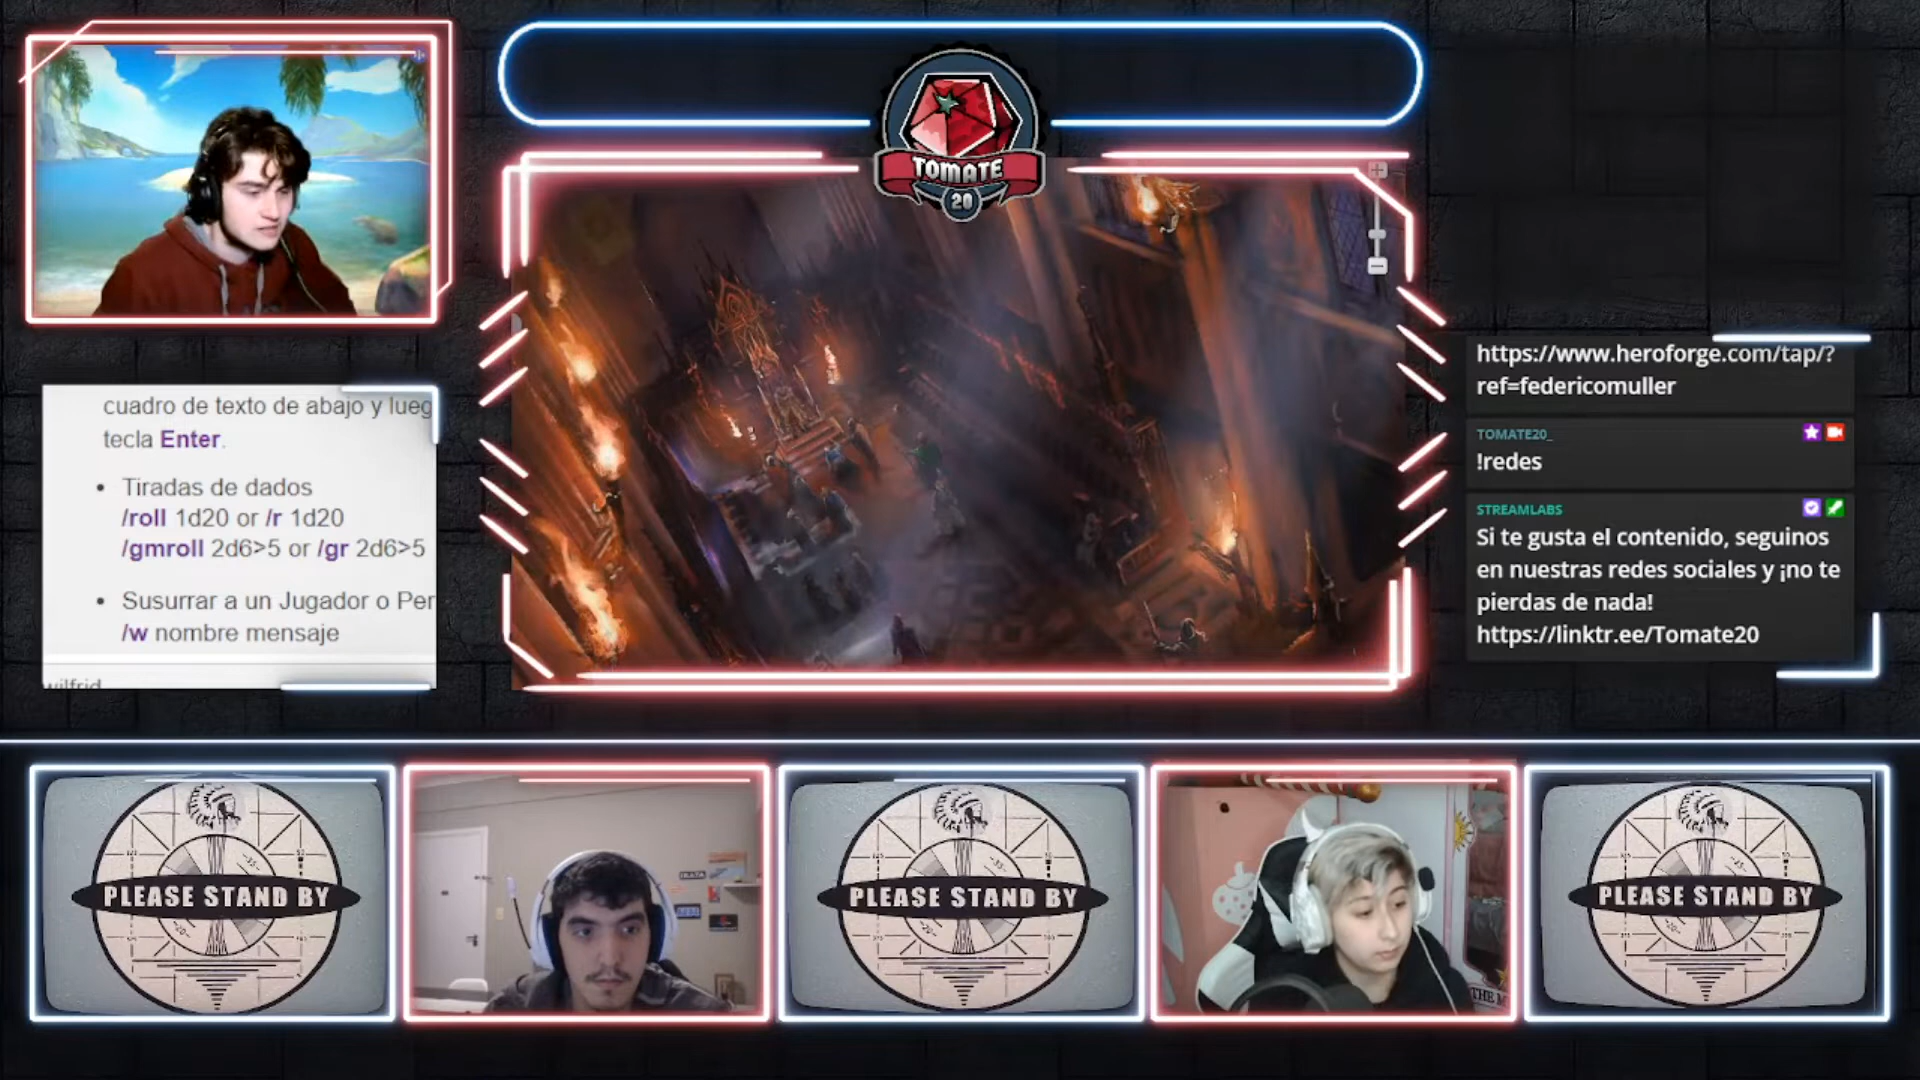 TOMATE
20
cuadro de texto de abajo y lueg
tecla Enter.
• Tiradas de dados
/roll 1d20 or /r 1d20
/gmroll 2d6>5 or /gr 2d6>5
• Susurrar a un Jugador o Per
/w nombre mensaje
wilfrid
https://www.heroforge.com/tap/?
ref=federicomuller
TOMATE20_
!redes
STREAMLABS
Si te gusta el contenido, seguinos
en nuestras redes sociales y ¡no te
pierdas de nada!
https://linktr.ee/Tomate20
PLEASE STAND BY
PLEASE STAND BY
THE M
PLEASE STAND BY